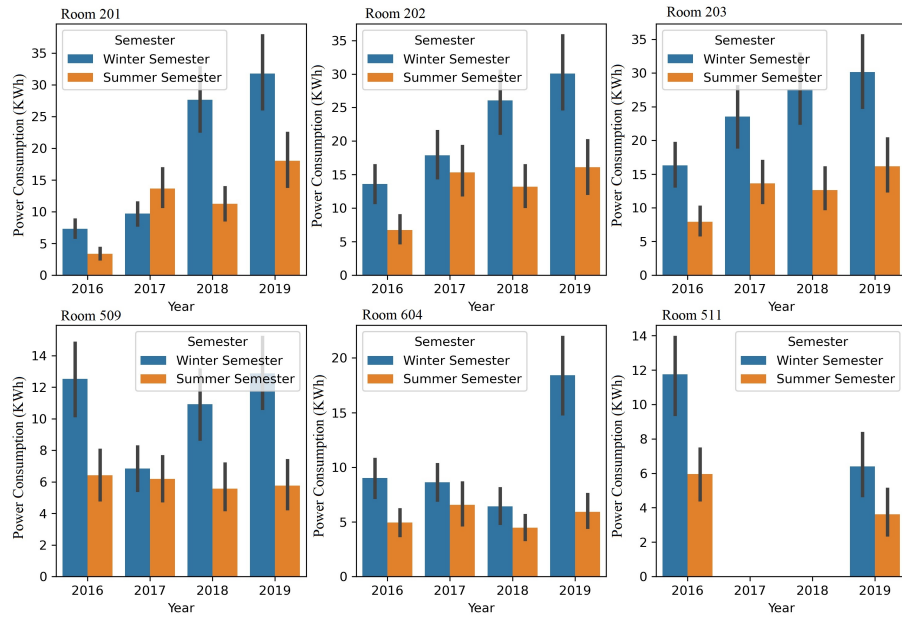 Room 201
Room 202
Room 203
Semester
Winter Semester
Summer Semester
Power Consumption (KWh)
35
30
25
20
15
10
5
0
2016 2017 2018 2019
Year
Semester
Winter Semester
Summer Semester
Power Consumption (KWh)
35
30
25
20
15
10
5
0
2016 2017 2018 2019
Year
Semester
Winter Semester
Summer Semester
Power Consumption (KWh)
35
30
25
20
15
10
5
0
2016 2017 2018 2019
Year
Room 509
Room 604
Room 511
Semester
Winter Semester
Summer Semester
Power Consumption (KWh)
14
12
10
8
6
4
2
0
2016 2017 2018 2019
Year
Semester
Winter Semester
Summer Semester
Power Consumption (KWh)
20
15
10
5
0
2016 2017 2018 2019
Year
Semester
Winter Semester
Summer Semester
Power Consumption (KWh)
14
12
10
8
6
4
2
0
2016 2017 2018 2019
Year